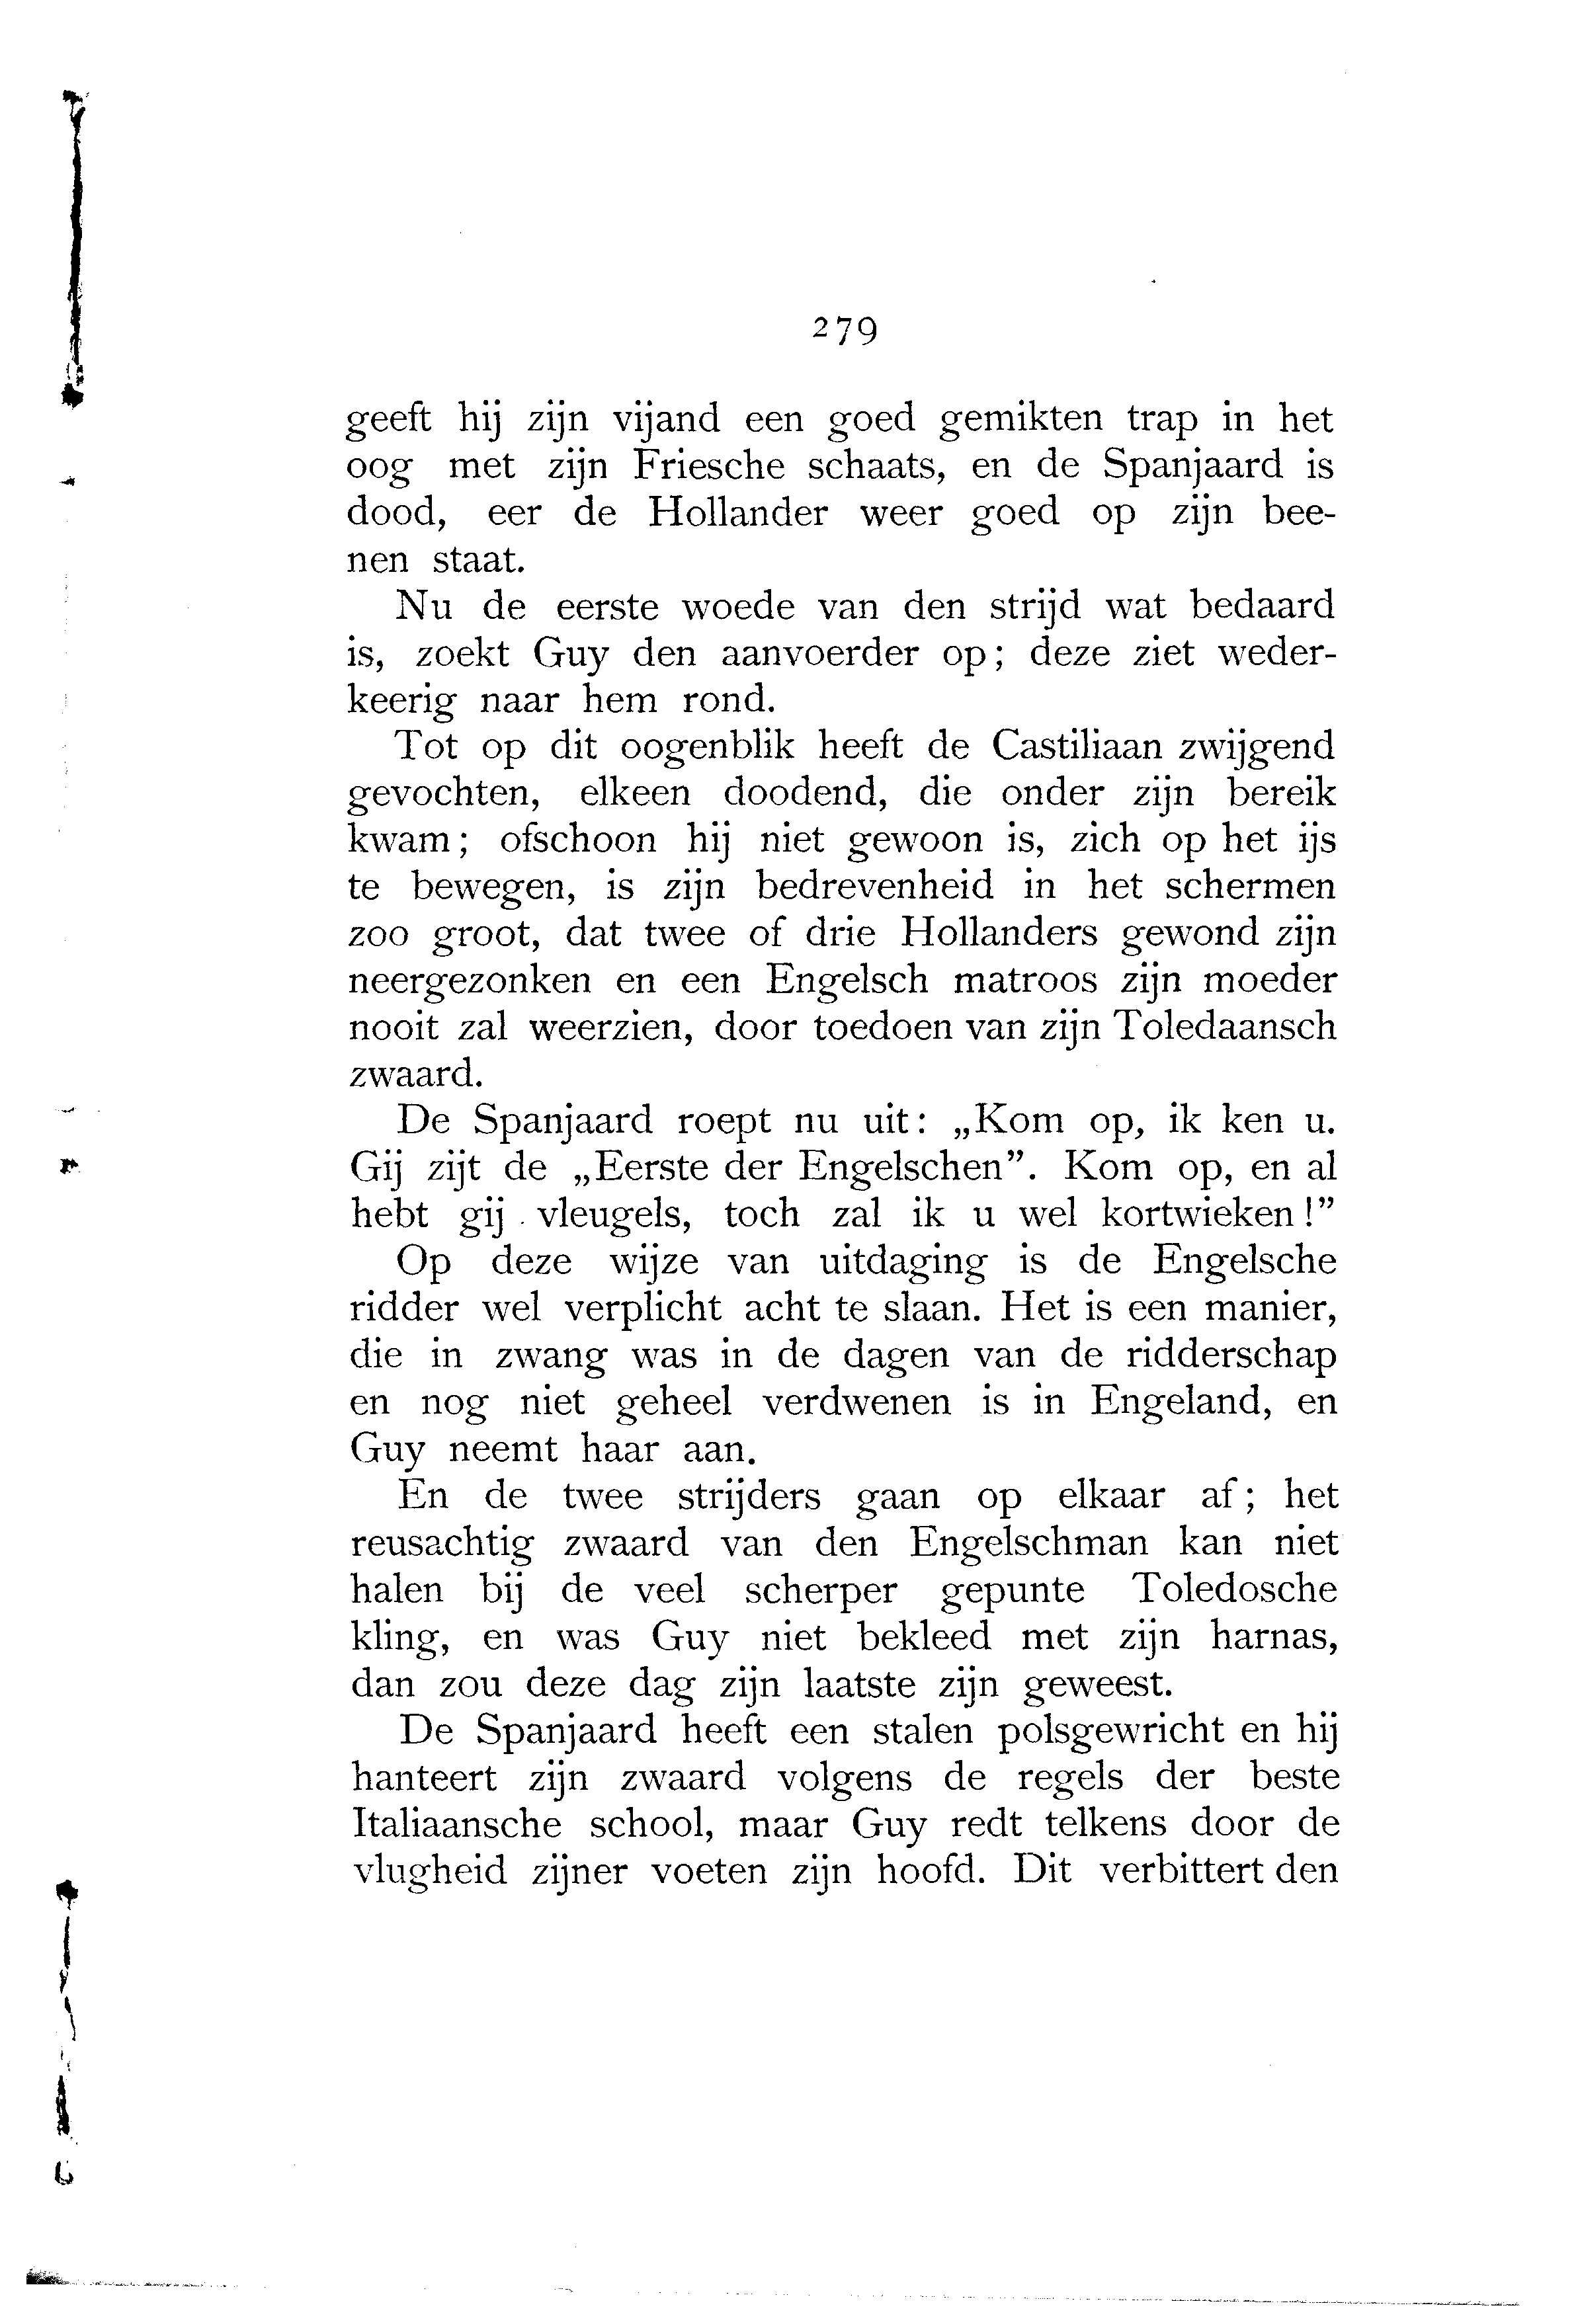 279
geeft hij zijn vijand een goed gemikten trap in het
oog met zijn Friesche schaats, en de Spanjaard is
dood, eer de Hollander weer goed op zijn bee-
nen staat.
Nu de eerste woede van den strijd wat bedaard
is, zoekt Guy den aanvoerder op; deze ziet weder-
keerig naar hem rond.
Tot op dit oogenblik heeft de Castiliaan zwijgend
gevochten, elkeen doodend, die onder zijn bereik
kwam; ofschoon hij niet gewoon is, zich op het ijs
te bewegen, is zijn bedrevenheid in het schermen
zoo groot, dat twee of drie Hollanders gewond zijn
neergezonken en een Engelsch matroos zijn moeder
nooit zal weerzien, door toedoen van zijn Toledaansch
zwaard.
De Spanjaard roept nu uit: „Kom op, ik ken u.
Gij zijt de „Eerste der Engelschen”. Kom op, en al
hebt gij vleugels, toch zal ik u wel kortwieken!”
Op deze wijze van uitdaging is de Engelsche
ridder wel verplicht acht te slaan. Het is een manier,
die in zwang was in de dagen van de ridderschap
en nog niet geheel verdwenen is in Engeland, en
Guy neemt haar aan.
En de twee strijders gaan op elkaar af; het
reusachtig zwaard van den Engelschman kan niet
halen bij de veel scherper gepunte Toledosche
kling, en was Guy niet bekleed met zijn harnas,
dan zou deze dag zijn laatste zijn geweest.
De Spanjaard heeft een stalen polsgewricht en hij
hanteert zijn zwaard volgens de regels der beste
Italiaansche school, maar Guy redt telkens door de
vlugheid zijner voeten zijn hoofd. Dit verbittert den